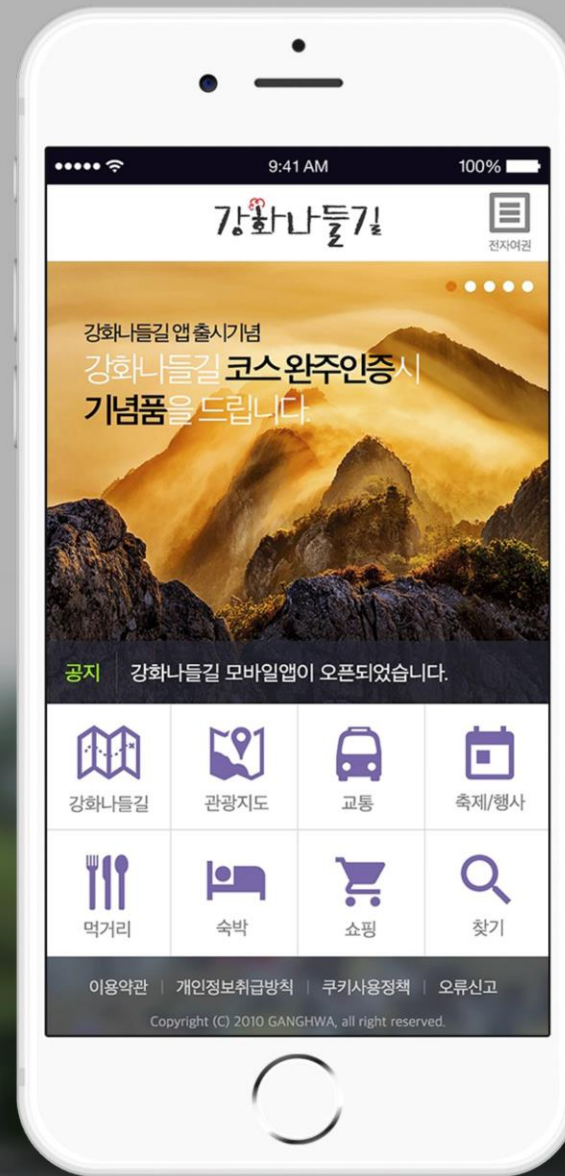 9:41 AM
100%
강화나들길
전자여권
강화나들길 앱 출시기념
강화나들길 코스 완주인증시
기념품을 드립니다.
공지 강화나들길 모바일앱이 오픈되었습니다.
강화나들길 관광지도 교통 축제/행사
먹거리 숙박 쇼핑 찾기
이용약관 | 개인정보취급방침 | 쿠키사용정책 | 오류신고
Copyright (C) 2010 GANGHWA, all right reserved.